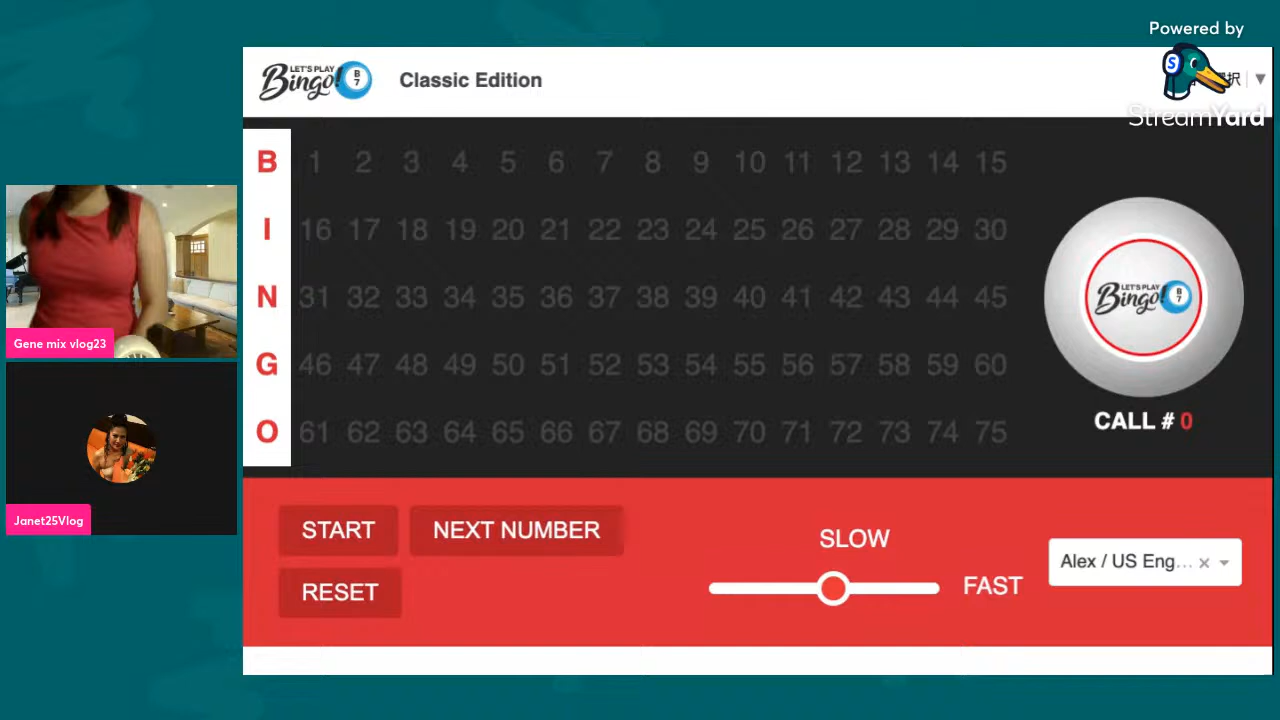 Powered by
StreamYard
S
LET'S PLAY
Bingo!
B
7
Classic Edition
択
B 1 2 3 4 5 6 7 8 9 10 11 12 13 14 15
I 16 17 18 19 20 21 22 23 24 25 26 27 28 29 30
N 31 32 33 34 35 36 37 38 39 40 41 42 43 44 45
G 46 47 48 49 50 51 52 53 54 55 56 57 58 59 60
O 61 62 63 64 65 66 67 68 69 70 71 72 73 74 75
LET'S PLAY
Bingo!
B
7
CALL # 0
Gene mix vlog23
Janet25Vlog
START
NEXT NUMBER
RESET
SLOW
FAST
Alex / US Eng...